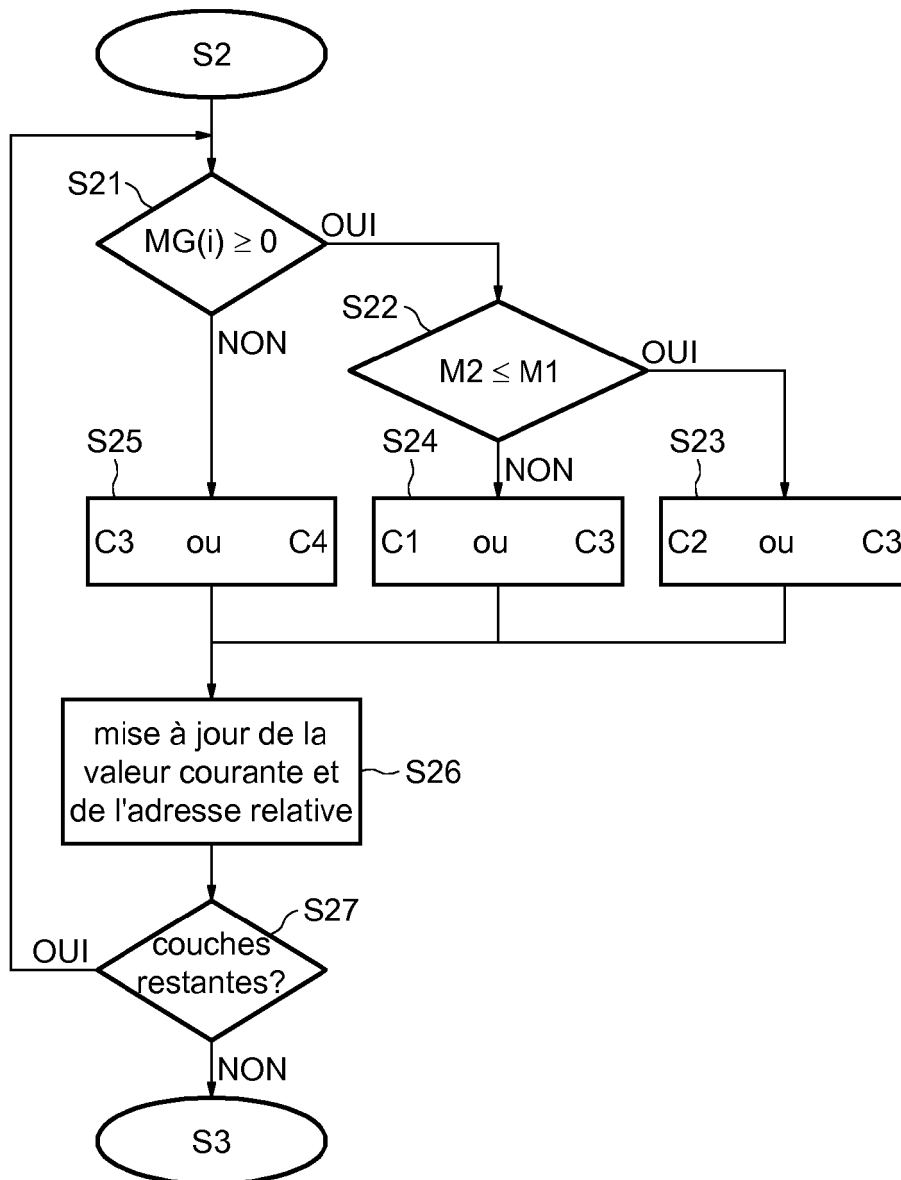 S2
S21
MG(i) ≥ 0
OUI
S22
NON
M2 ≤ M1
OUI
S25
S24
NON
S23
C3 ou C4
C1 ou C3
C2 ou C3
mise à jour de la
valeur courante et
de l'adresse relative
S26
S27
OUI
couches
restantes?
NON
S3